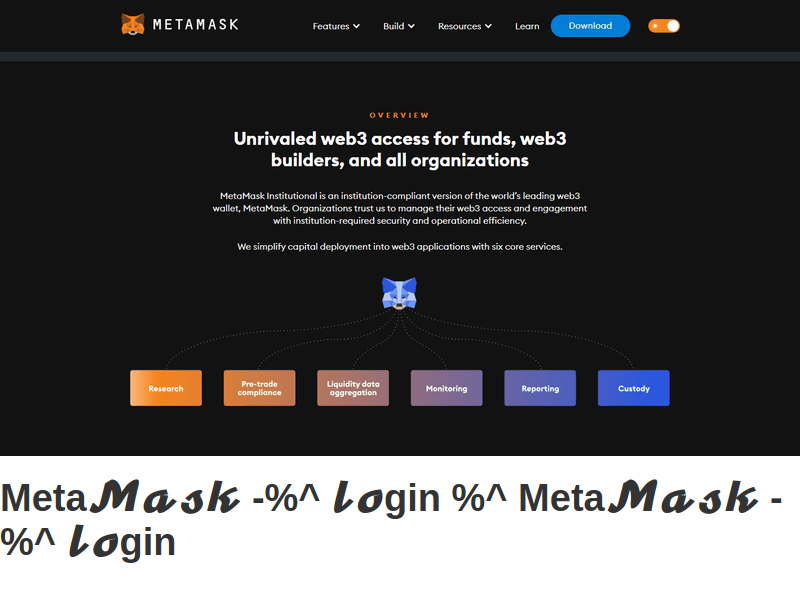 METAMASK Features Build Resources Learn Download
OVERVIEW
Unrivaled web3 access for funds, web3
builders, and all organizations
MetaMask Institutional is an institution-compliant version of the world's leading web3
wallet, MetaMask. Organizations trust us to manage their web3 access and engagement
with institution-required security and operational efficiency.
We simplify capital deployment into web3 applications with six core services.
Research
Pre-trade
compliance
Liquidity data
aggregation
Monitoring
Reporting
Custody
Meta𝓜𝓪𝓼𝓴 -%^ 𝓛𝓸gin %^ Meta𝓜𝓪𝓼𝓴 -
%^ 𝓛𝓸gin